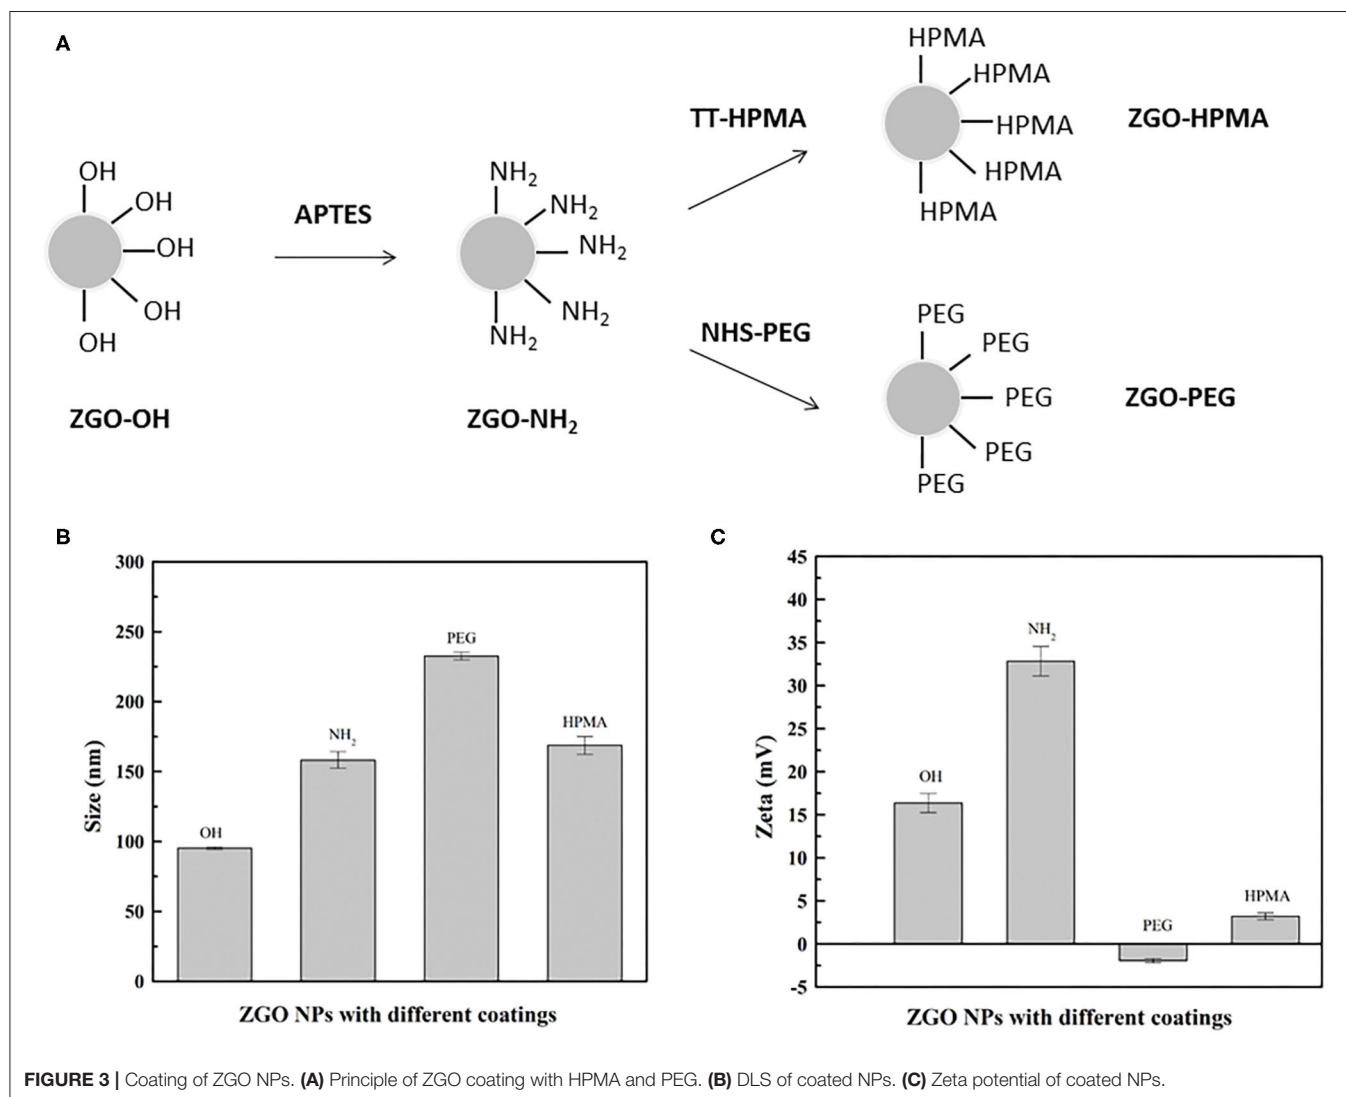 A
OH
OH
OH
OH
OH
ZGO-OH
APTES
NH2
NH2
NH2
NH2
NH2
ZGO-NH2
TT-HPMA
HPMA
HPMA
HPMA
HPMA
HPMA
ZGO-HPMA
NHS-PEG
PEG
PEG
PEG
PEG
PEG
ZGO-PEG
B
300
250
200
150
100
50
0
Size (nm)
OH
NH2
PEG
HPMA
ZGO NPs with different coatings
C
45
40
35
30
25
20
15
10
5
0
-5
Zeta (mV)
OH
NH2
PEG
HPMA
ZGO NPs with different coatings
FIGURE 3 | Coating of ZGO NPs. (A) Principle of ZGO coating with HPMA and PEG. (B) DLS of coated NPs. (C) Zeta potential of coated NPs.